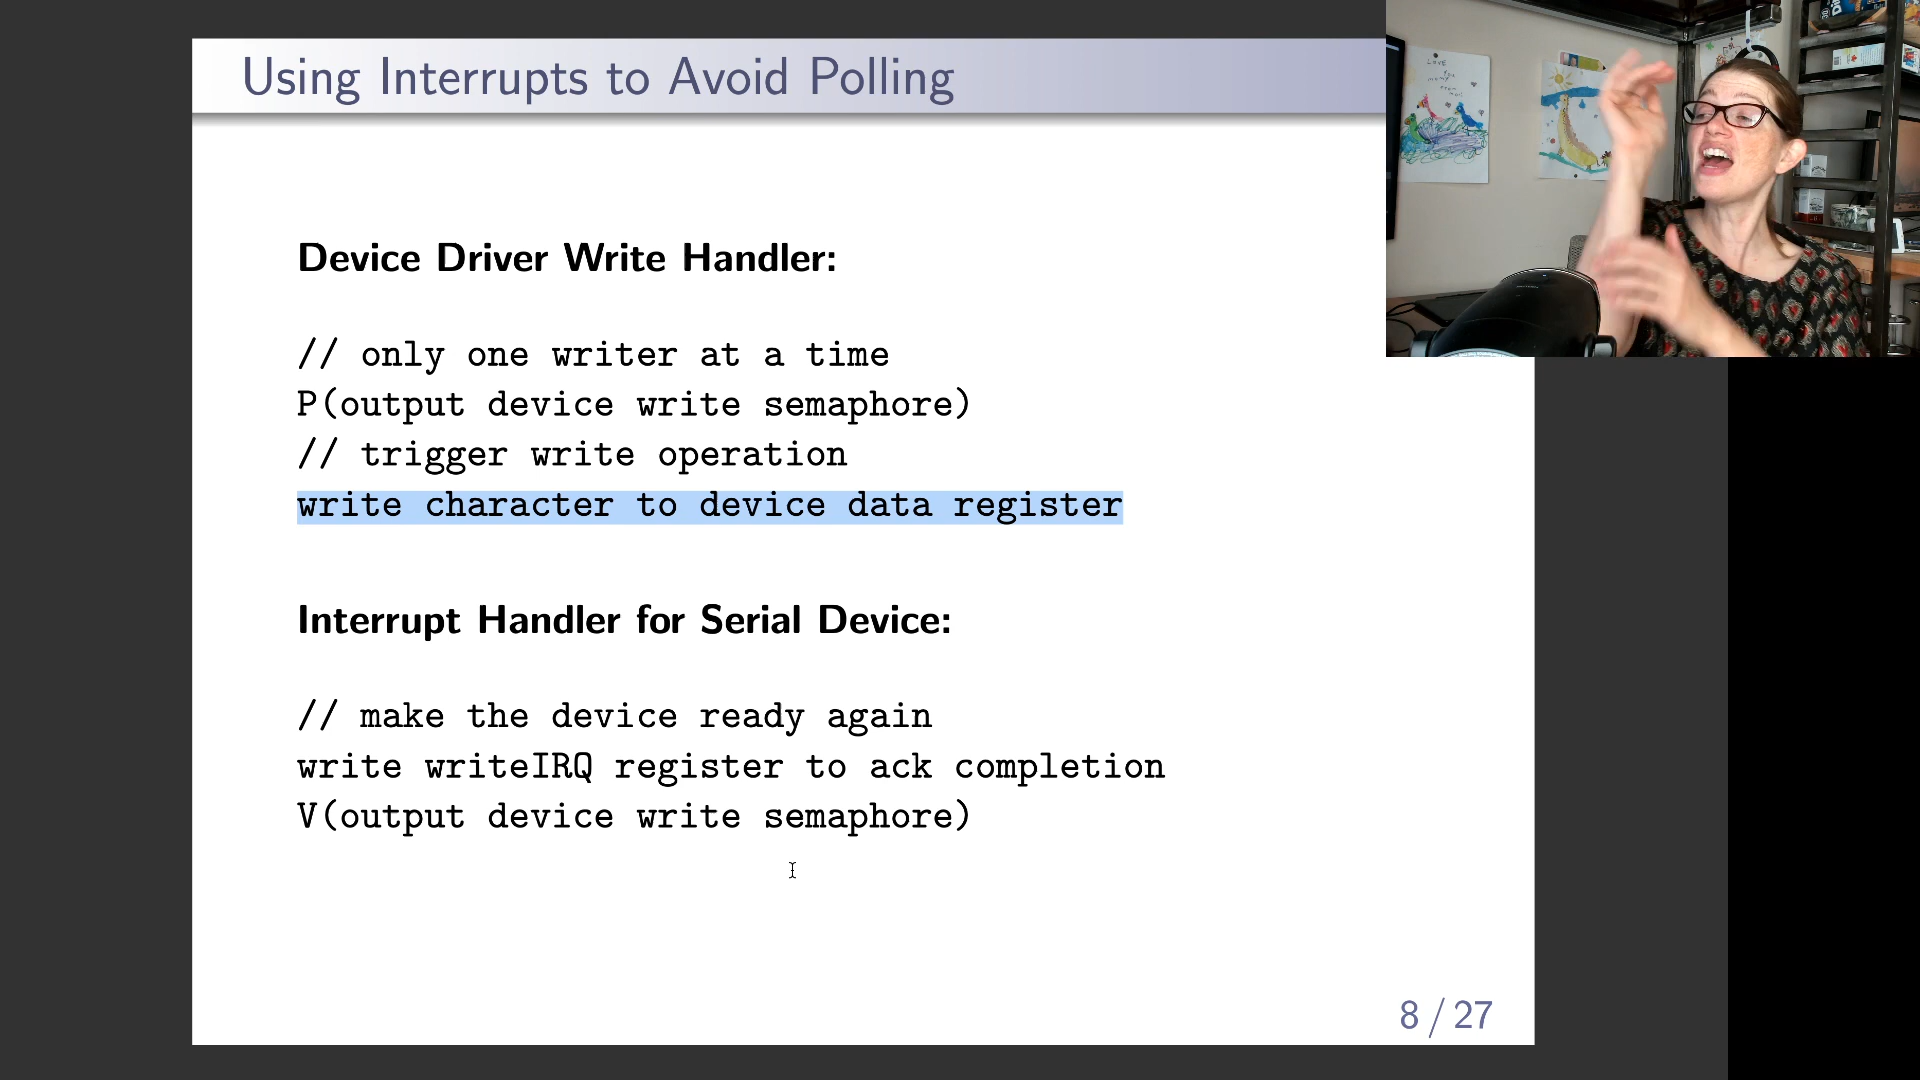 Using Interrupts to Avoid Polling
Device Driver Write Handler:
// only one writer at a time
P(output device write semaphore)
// trigger write operation
write character to device data register
Interrupt Handler for Serial Device:
// make the device ready again
write writeIRQ register to ack completion
V(output device write semaphore)
8 / 27